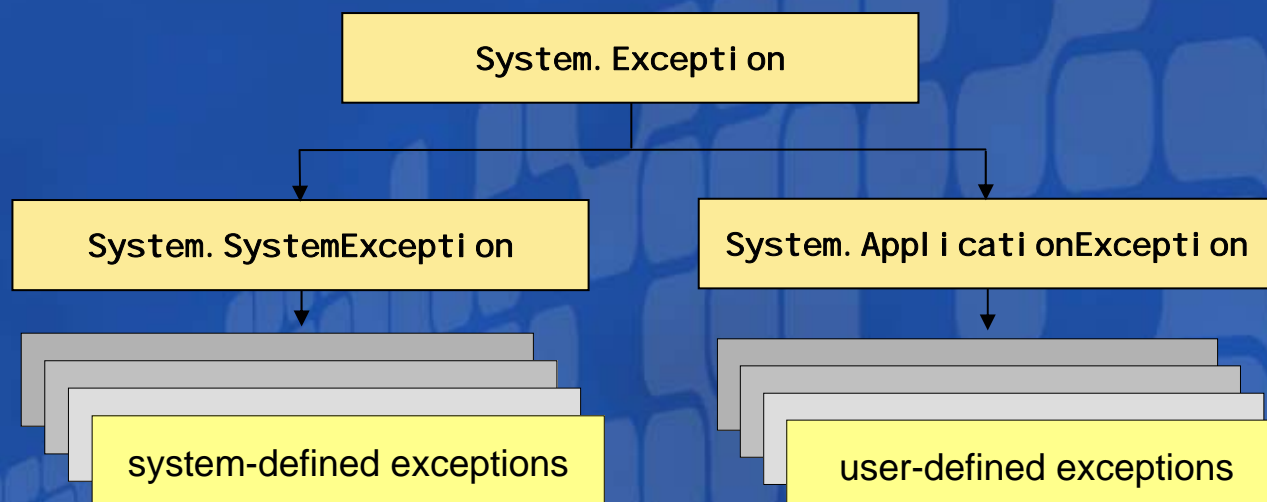 System.Exception
System.SystemException
System.ApplicationException
system-defined exceptions
user-defined exceptions